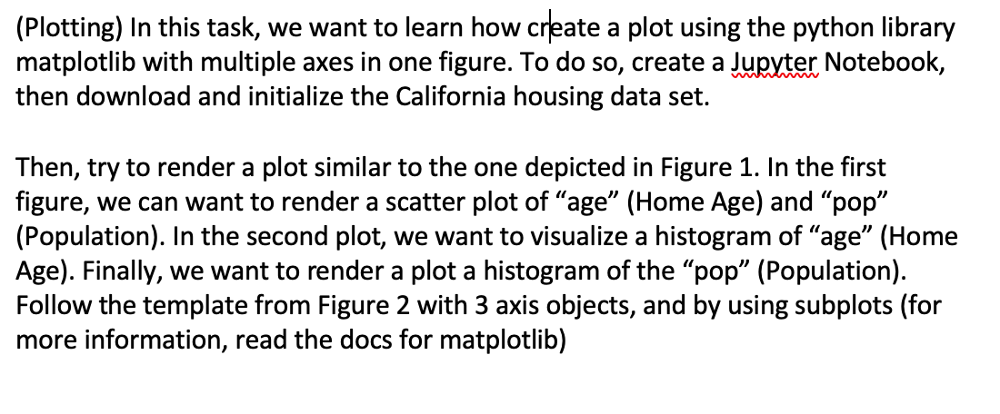 (Plotting) In this task, we want to learn how create a plot using the python library
matplotlib with multiple axes in one figure. To do so, create a Jupyter Notebook,
then download and initialize the California housing data set.
Then, try to render a plot similar to the one depicted in Figure 1. In the first
figure, we can want to render a scatter plot of “age” (Home Age) and “pop”
(Population). In the second plot, we want to visualize a histogram of “age” (Home
Age). Finally, we want to render a plot a histogram of the “pop” (Population).
Follow the template from Figure 2 with 3 axis objects, and by using subplots (for
more information, read the docs for matplotlib)